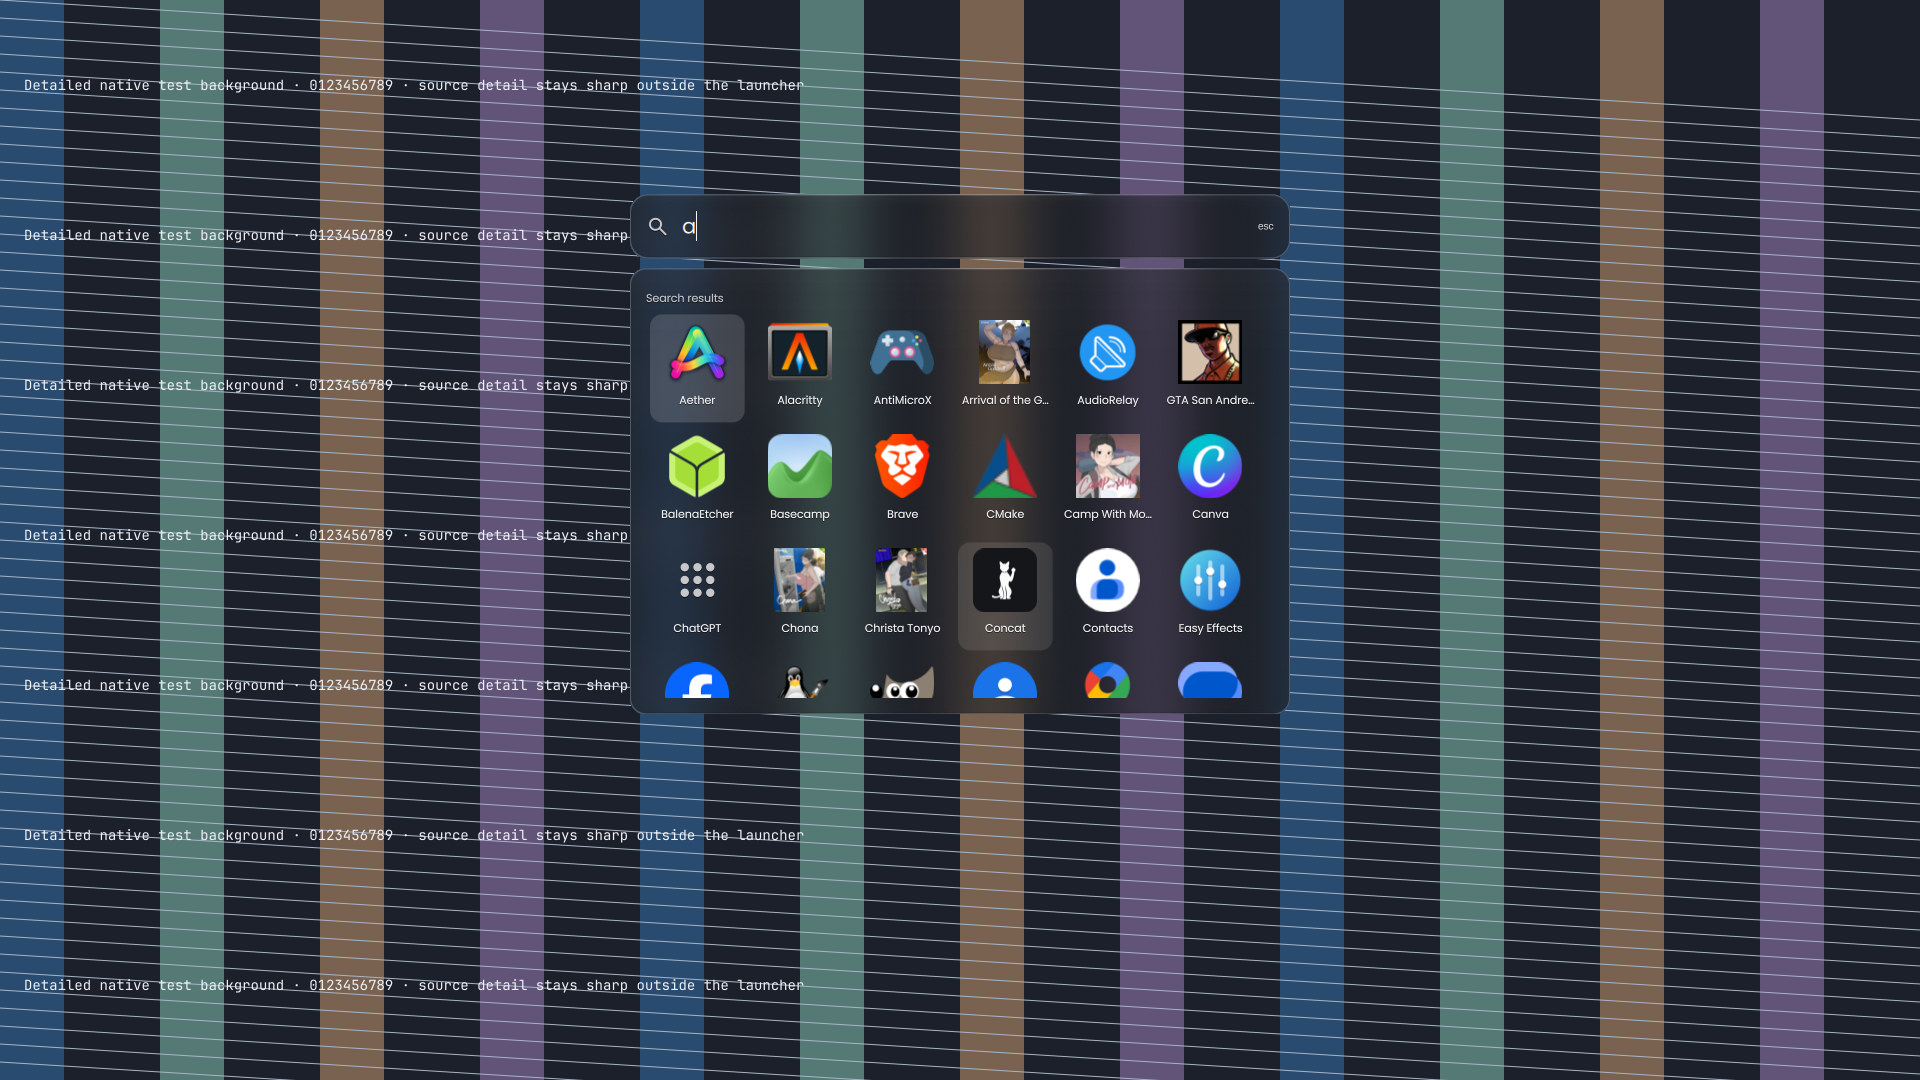 Detailed native test background · 0123456789 · source detail stays sharp outside the launcher
a
esc
Detailed native test background · 0123456789 · source detail stays sharp
Search results
Aether
Alacritty
AntiMicroX
Arrival of the G...
AudioRelay
GTA San Andre...
Detailed native test background · 0123456789 · source detail stays sharp
BalenaEtcher
Basecamp
Brave
CMake
Camp With Mo...
Canva
Detailed native test background · 0123456789 · source detail stays sharp
ChatGPT
Chona
Christa Tonyo
Concat
Contacts
Easy Effects
Detailed native test background · 0123456789 · source detail stays sharp
Detailed native test background · 0123456789 · source detail stays sharp outside the launcher
Detailed native test background · 0123456789 · source detail stays sharp outside the launcher